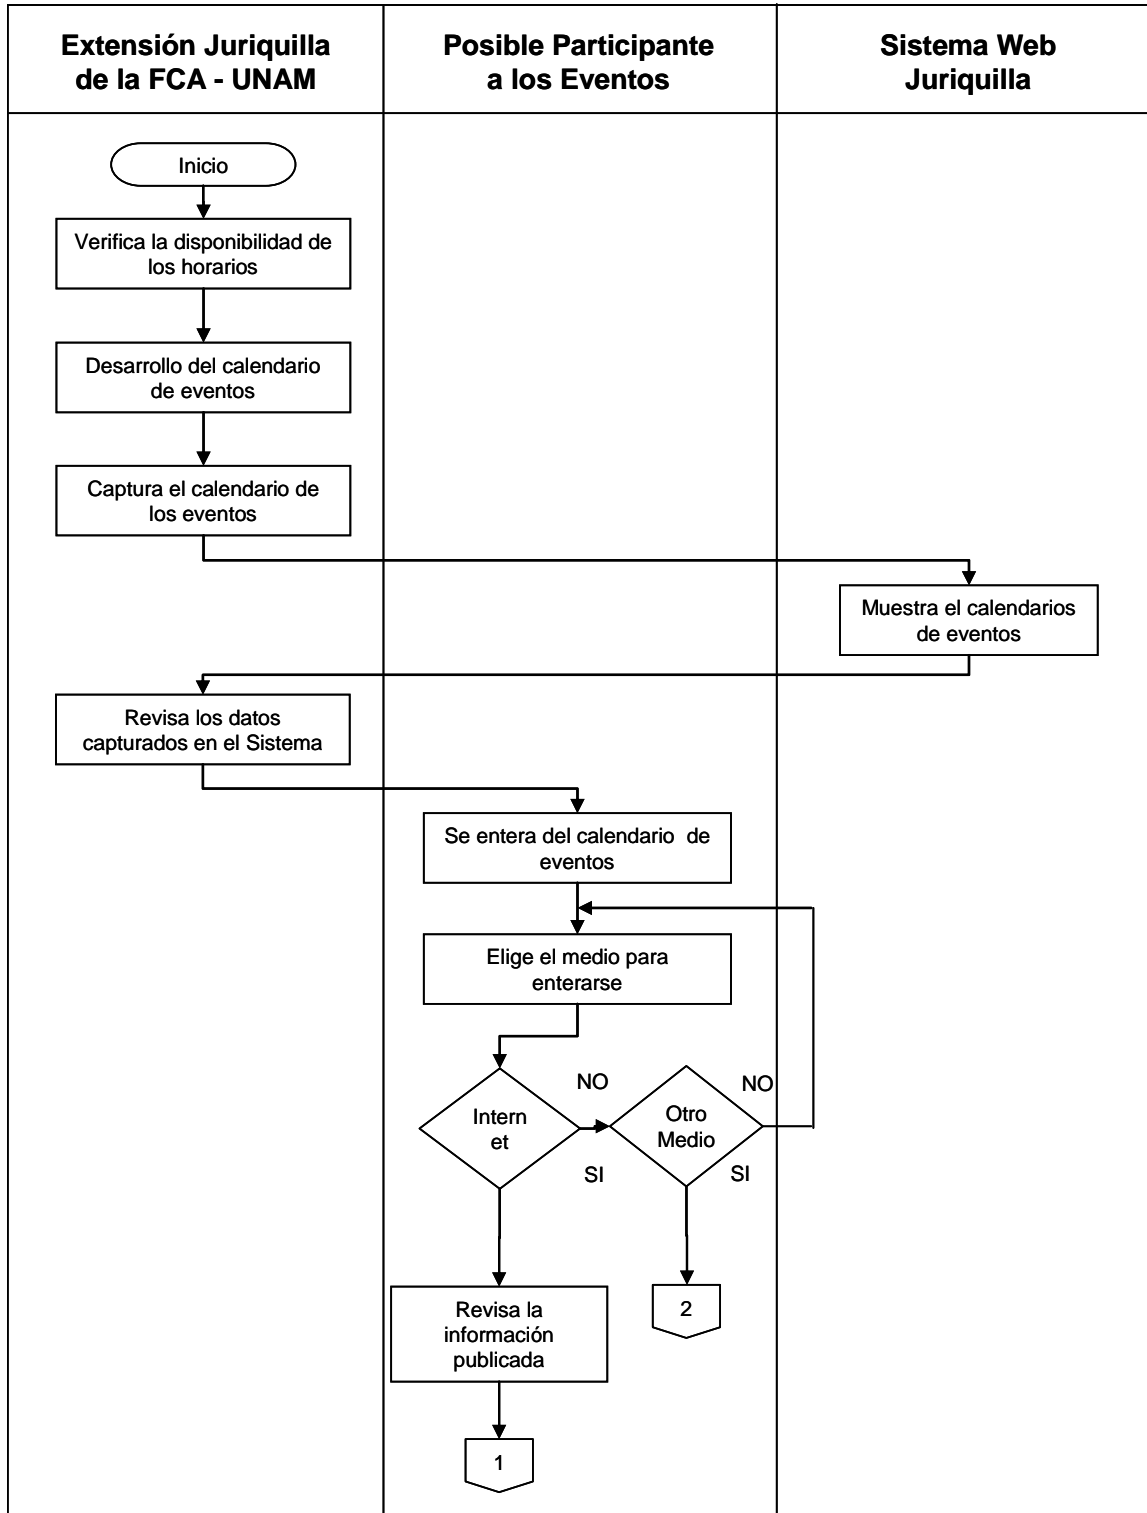 Extensión Juriquilla
de la FCA - UNAM
Posible Participante
a los Eventos
Sistema Web
Juriquilla
Inicio
Verifica la disponibilidad de
los horarios
Desarrollo del calendario
de eventos
Captura el calendario de
los eventos
Muestra el calendarios
de eventos
Revisa los datos
capturados en el Sistema
Se entera del calendario de
eventos
Elige el medio para
enterarse
Intern
et
NO
SI
Otro
Medio
NO
SI
Revisa la
información
publicada
2
1